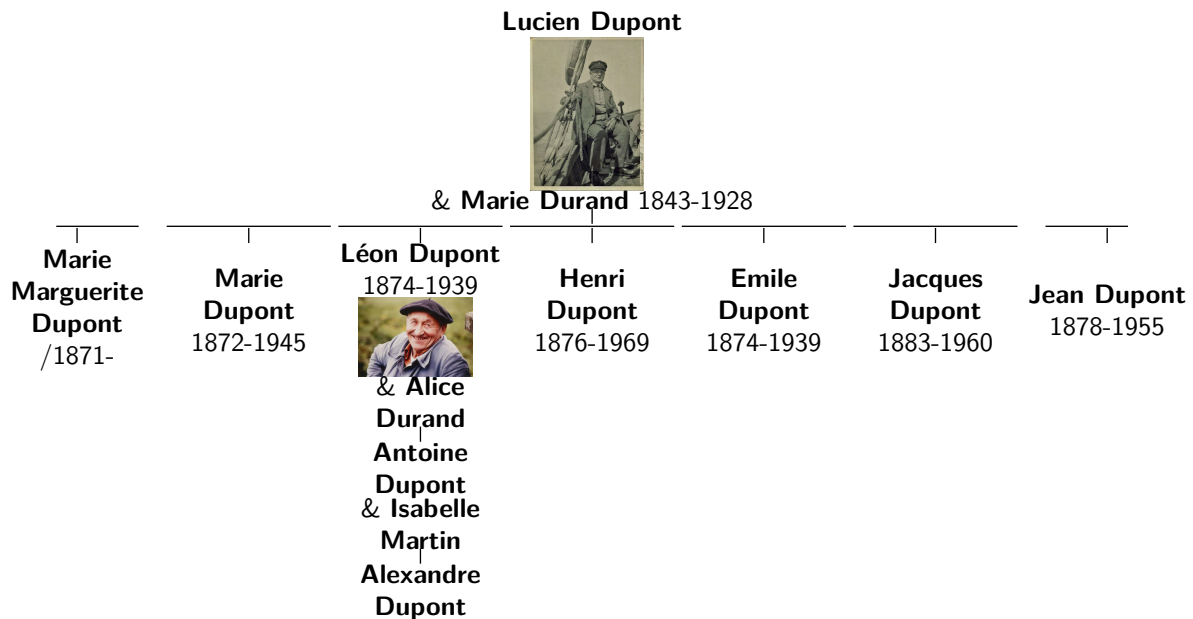 Lucien Dupont
& Marie Durand 1843-1928
Marie
Marguerite
Dupont
/1871-
Marie
Dupont
1872-1945
Léon Dupont
1874-1939
& Alice
Durand
Antoine
Dupont
& Isabelle
Martin
Alexandre
Dupont
Henri
Dupont
1876-1969
Emile
Dupont
1874-1939
Jacques
Dupont
1883-1960
Jean Dupont
1878-1955